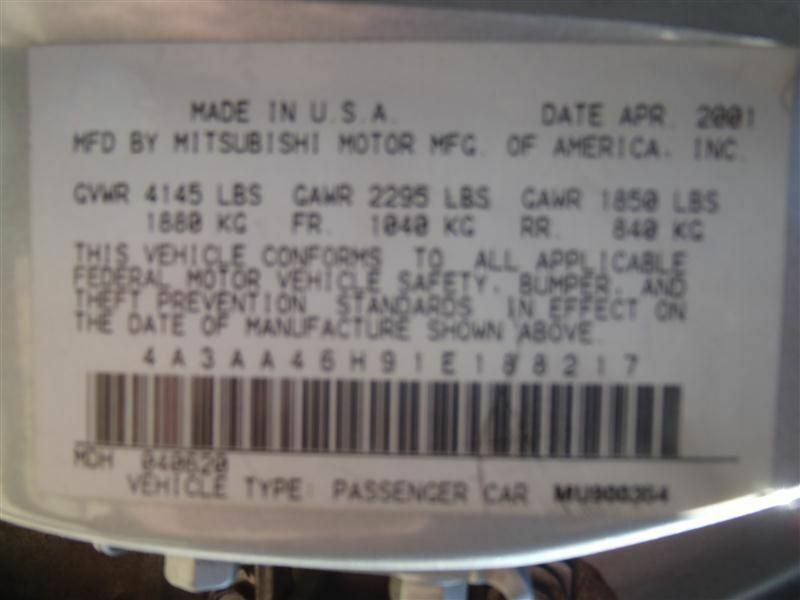 MADE IN U.S.A. DATE APR. 2001
MFD BY MITSUBISHI MOTOR MFG. OF AMERICA, INC.
GVWR 4145 LBS GAWR 2295 LBS GAWR 1850 LBS
1880 KG FR. 1040 KG RR. 840 KG
THIS VEHICLE CONFORMS TO ALL APPLICABLE
FEDERAL MOTOR VEHICLE SAFETY, BUMPER, AND
THEFT PREVENTION STANDARDS IN EFFECT ON
THE DATE OF MANUFACTURE SHOWN ABOVE.
4A3AA46H91E188217
MDH 040620
VEHICLE TYPE: PASSENGER CAR MU900354